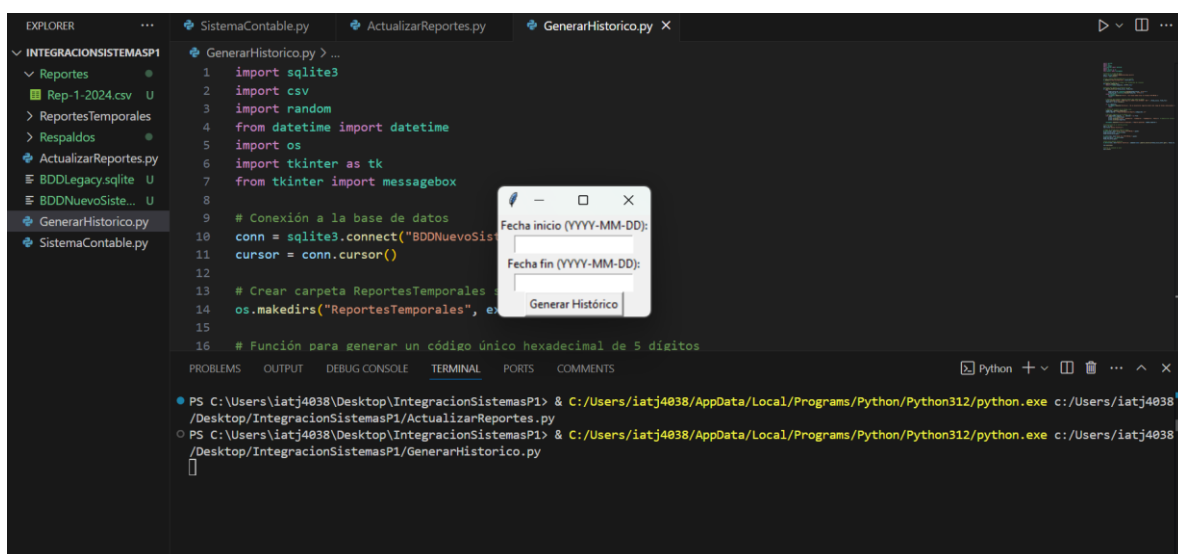 EXPLORER ...
INTEGRACIONSISTEMASP1
Reportes
Rep-1-2024.csv U
ReportesTemporales
Respaldos
ActualizarReportes.py
BDDLegacy.sqlite U
BDDNuevoSiste... U
GenerarHistorico.py
SistemaContable.py
SistemaContable.py ActualizarReportes.py GenerarHistorico.py
GenerarHistorico.py > ...
1 import sqlite3
2 import csv
3 import random
4 from datetime import datetime
5 import os
6 import tkinter as tk
7 from tkinter import messagebox
8
9 # Conexión a la base de datos
10 conn = sqlite3.connect("BDDNuevoSist
11 cursor = conn.cursor()
12
13 # Crear carpeta ReportesTemporales s
14 os.makedirs("ReportesTemporales", ex
15
16 # Función para generar un código único hexadecimal de 5 dígitos
Fecha inicio (YYYY-MM-DD):
Fecha fin (YYYY-MM-DD):
Generar Histórico
PROBLEMS OUTPUT DEBUG CONSOLE TERMINAL PORTS COMMENTS Python
PS C:\Users\iatj4038\Desktop\IntegracionSistemasP1> & C:/Users/iatj4038/AppData/Local/Programs/Python/Python312/python.exe c:/Users/iatj4038
/Desktop/IntegracionSistemasP1/ActualizarReportes.py
PS C:\Users\iatj4038\Desktop\IntegracionSistemasP1> & C:/Users/iatj4038/AppData/Local/Programs/Python/Python312/python.exe c:/Users/iatj4038
/Desktop/IntegracionSistemasP1/GenerarHistorico.py